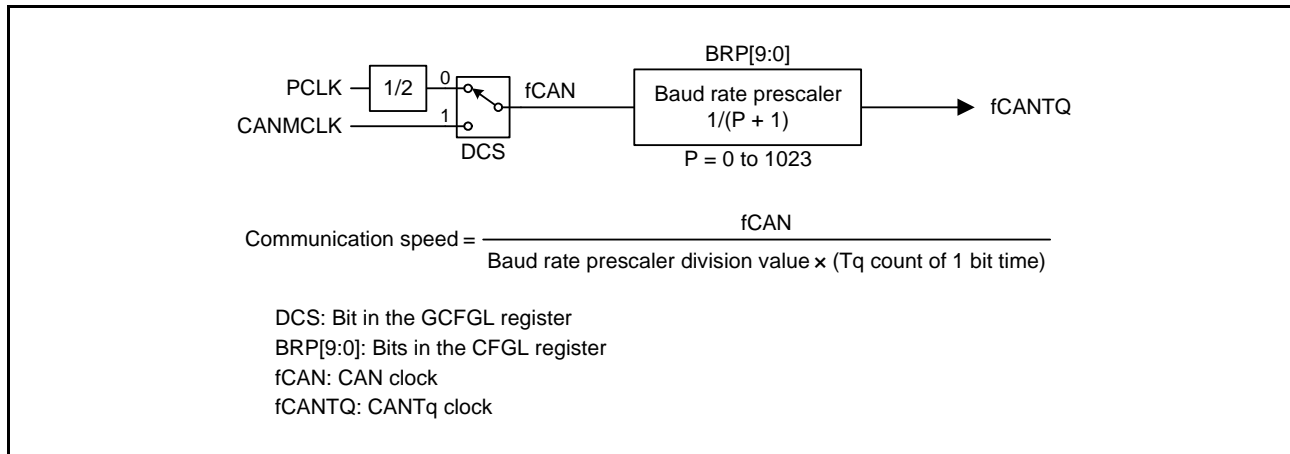 BRP[9:0]
PCLK 1/2 0 fCAN Baud rate prescaler fCANTQ
CANMCLK 1 1/(P + 1)
DCS P = 0 to 1023
Communication speed = fCAN
Baud rate prescaler division value × (Tq count of 1 bit time)
DCS: Bit in the GCFGL register
BRP[9:0]: Bits in the CFGL register
fCAN: CAN clock
fCANTQ: CANTq clock